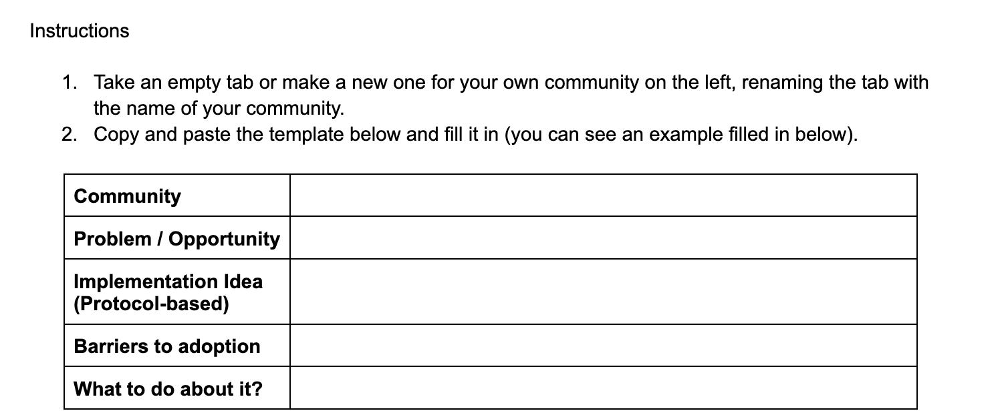 Instructions
1. Take an empty tab or make a new one for your own community on the left, renaming the tab with
the name of your community.
2. Copy and paste the template below and fill it in (you can see an example filled in below).
Community
Problem / Opportunity
Implementation Idea
(Protocol-based)
Barriers to adoption
What to do about it?